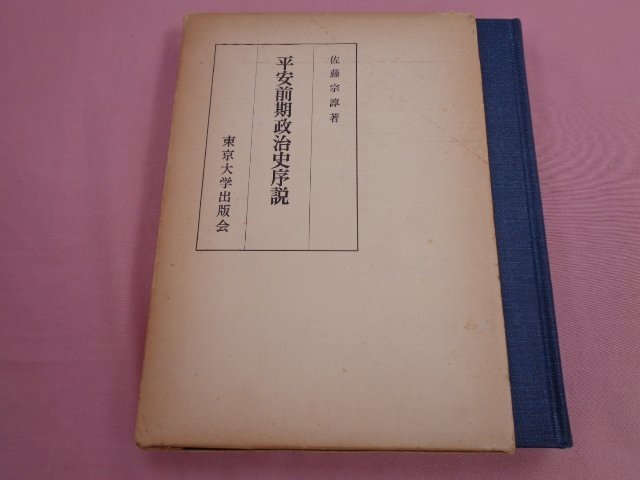 佐藤宗諄著
平安前期政治史序説
東京大学出版会